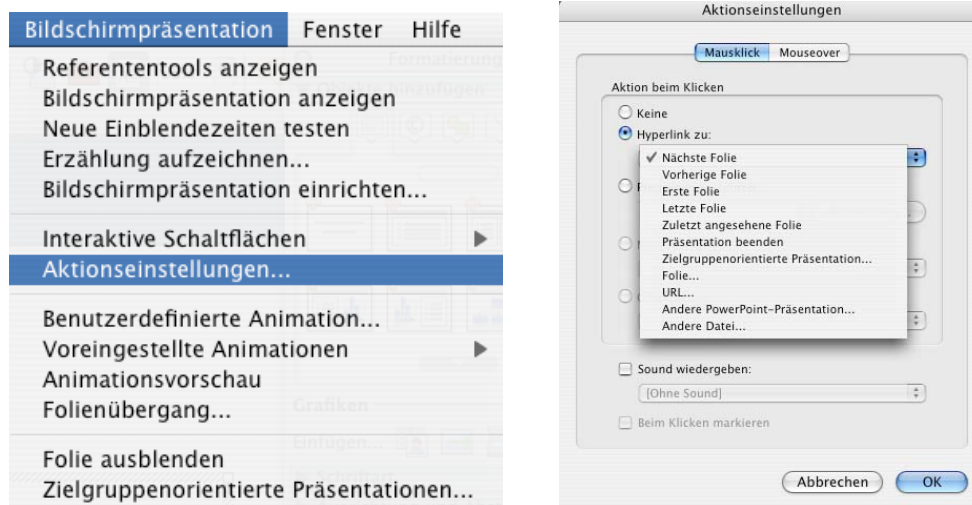 Bildschirmpräsentation Fenster Hilfe
Referententools anzeigen
Bildschirmpräsentation anzeigen
Neue Einblendezeiten testen
Erzählung aufzeichnen...
Bildschirmpräsentation einrichten...
Interaktive Schaltflächen
Aktionseinstellungen...
Benutzerdefinierte Animation...
Voreingestellte Animationen
Animationsvorschau
Folienübergang...
Folie ausblenden
Zielgruppenorientierte Präsentationen...
Aktionseinstellungen
Mausklick Mouseover
Aktion beim Klicken
Keine
Hyperlink zu:
✓ Nächste Folie
Vorherige Folie
Erste Folie
Letzte Folie
Zuletzt angesehene Folie
Präsentation beenden
Zielgruppenorientierte Präsentation...
Folie...
URL...
Andere PowerPoint-Präsentation...
Andere Datei...
Sound wiedergeben:
[Ohne Sound]
Beim Klicken markieren
Abbrechen OK